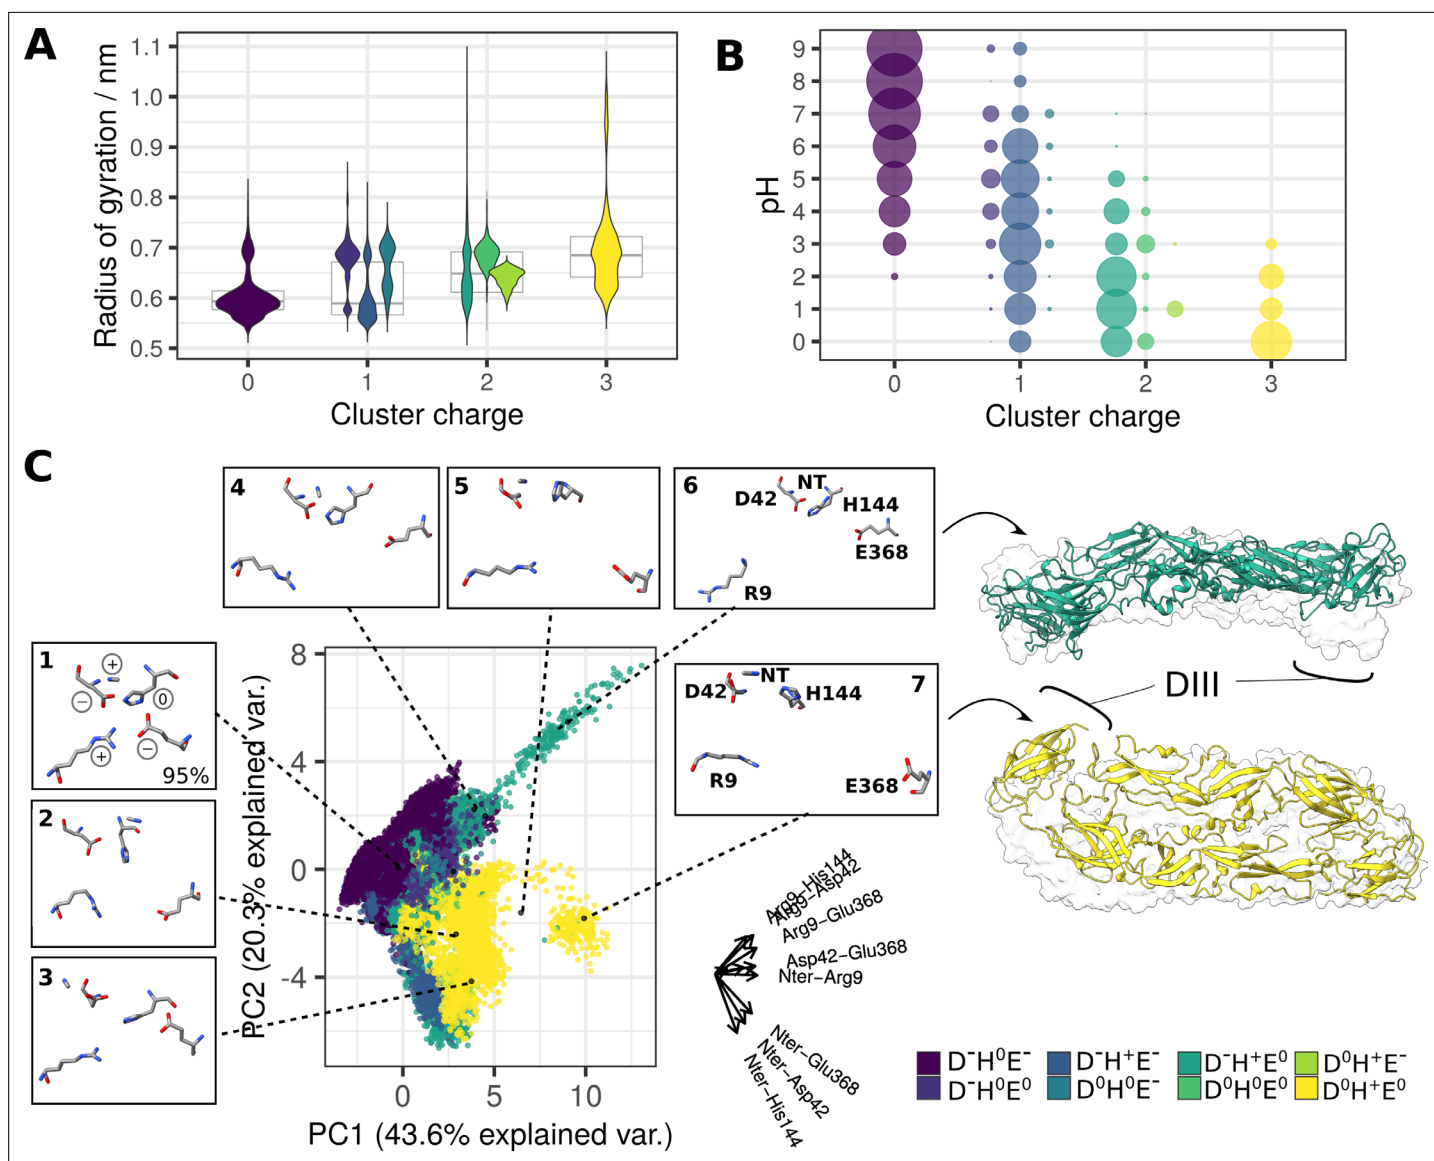 A
Radius of gyration / nm
1.1
1.0
0.9
0.8
0.7
0.6
0.5
0
1
2
3
Cluster charge
B
pH
9
8
7
6
5
4
3
2
1
0
0
1
2
3
Cluster charge
C
4
5
6
D42
NT
H144
E368
R9
1
+
−
0
+
−
95%
2
3
7
D42
NT
H144
R9
E368
DIII
PC2 (20.3% explained var.)
8
4
0
-4
0
5
10
PC1 (43.6% explained var.)
Arg9−His144
Arg9−Asp42
Arg9−Glu368
Asp42−Glu368
Nter−Arg9
Nter−Glu368
Nter−Asp42
Nter−His144
D⁻H⁰E⁻
D⁻H⁺E⁻
D⁻H⁺E⁰
D⁰H⁺E⁻
D⁻H⁰E⁰
D⁰H⁰E⁻
D⁰H⁰E⁰
D⁰H⁺E⁰